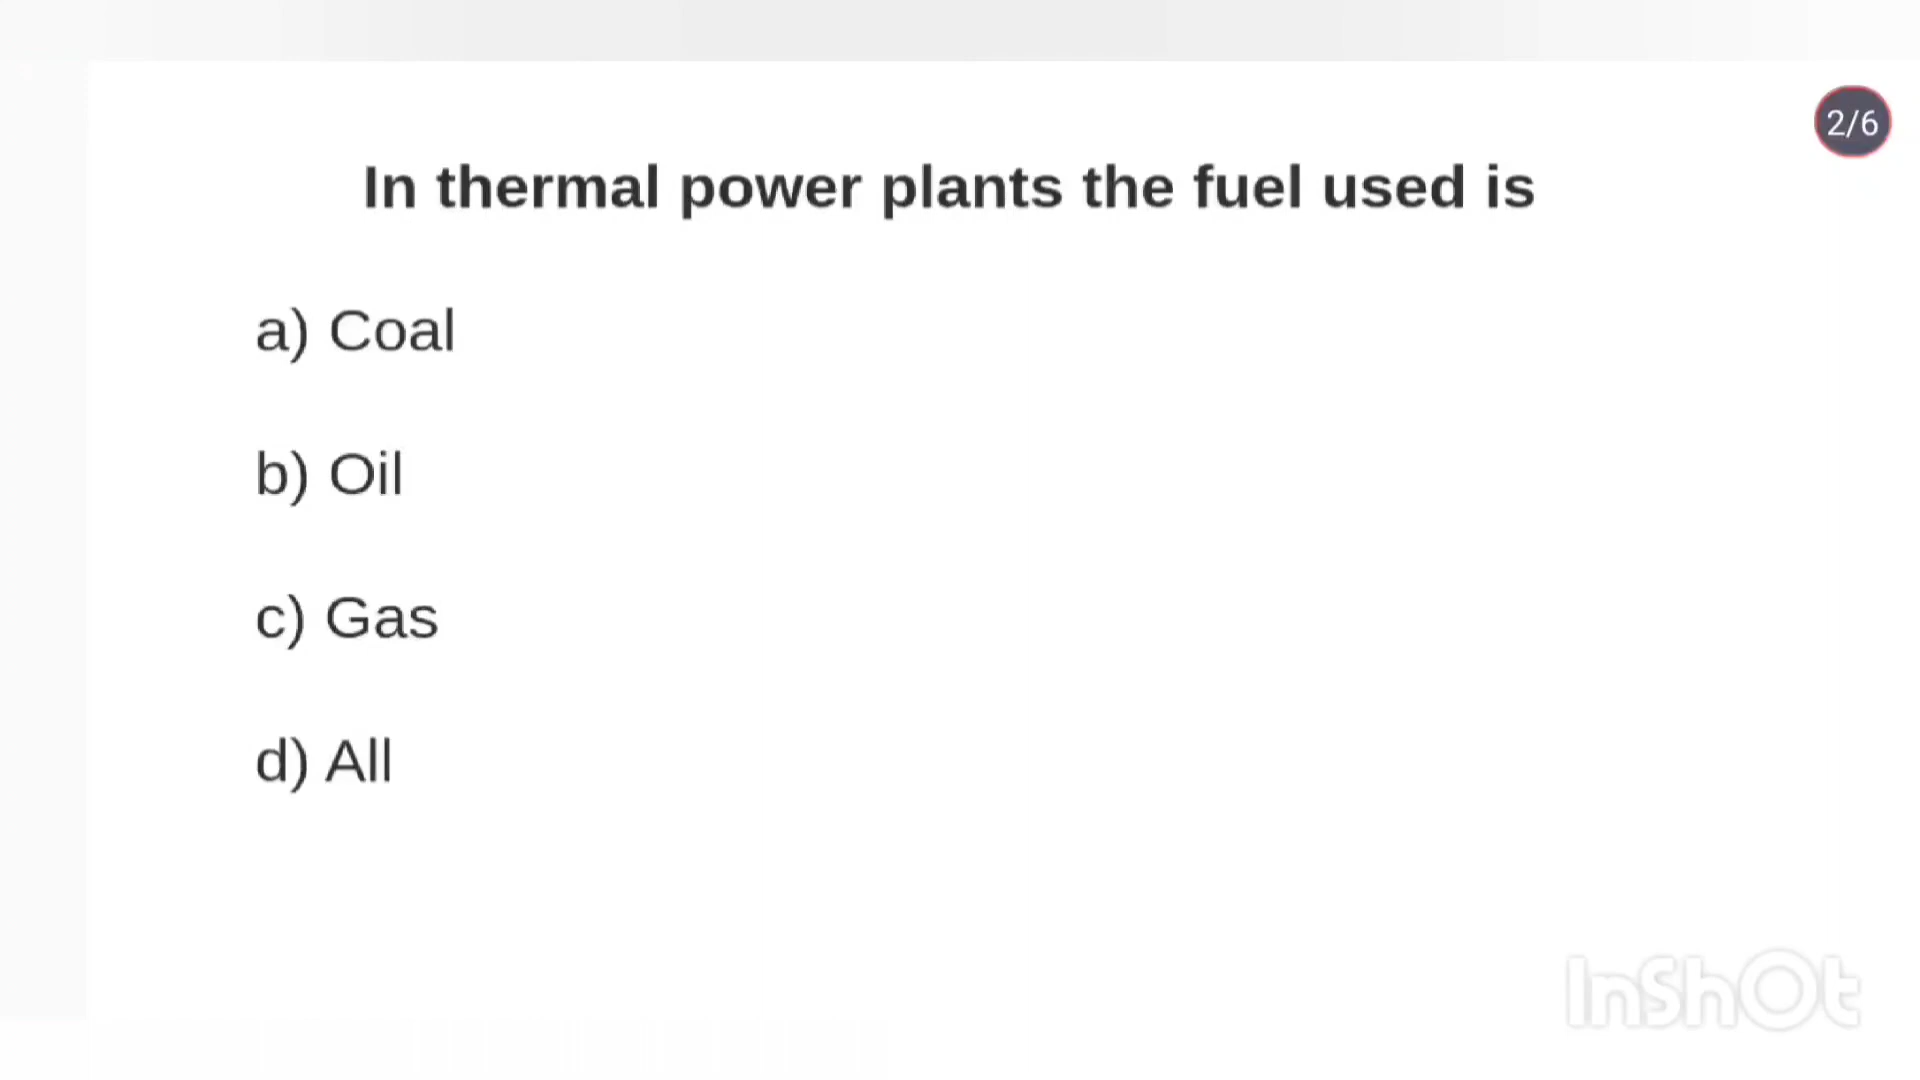 2/6
In thermal power plants the fuel used is
a) Coal
b) Oil
c) Gas
d) All
InShOt